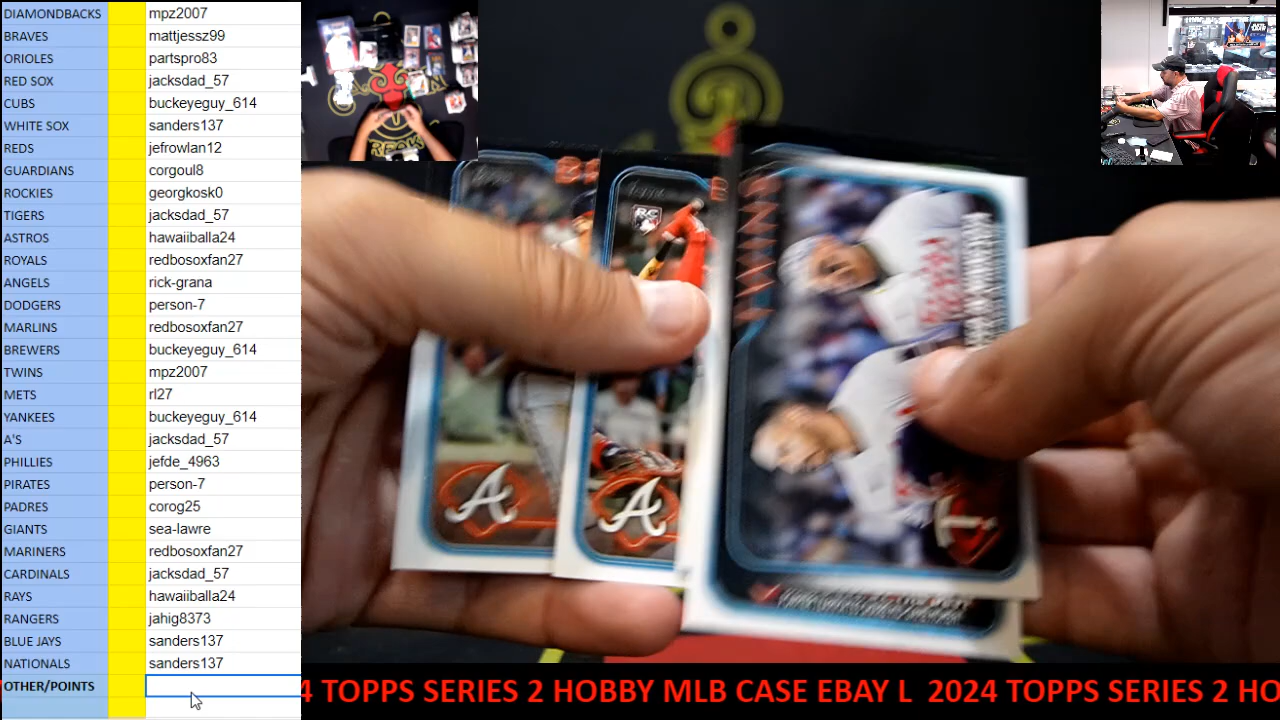 DIAMONDBACKS mpz2007
BRAVES mattjessz99
ORIOLES partspro83
RED SOX jacksdad_57
CUBS buckeyeguy_614
WHITE SOX sanders137
REDS jefrowlan12
GUARDIANS corgoul8
ROCKIES georgkosk0
TIGERS jacksdad_57
ASTROS hawaiiballa24
ROYALS redbosoxfan27
ANGELS rick-grana
DODGERS person-7
MARLINS redbosoxfan27
BREWERS buckeyeguy_614
TWINS mpz2007
METS rl27
YANKEES buckeyeguy_614
A'S jacksdad_57
PHILLIES jefde_4963
PIRATES person-7
PADRES corog25
GIANTS sea-lawre
MARINERS redbosoxfan27
CARDINALS jacksdad_57
RAYS hawaiiballa24
RANGERS jahig8373
BLUE JAYS sanders137
NATIONALS sanders137
OTHER/POINTS
RC
A
A
4 TOPPS SERIES 2 HOBBY MLB CASE EBAY L 2024 TOPPS SERIES 2 HO